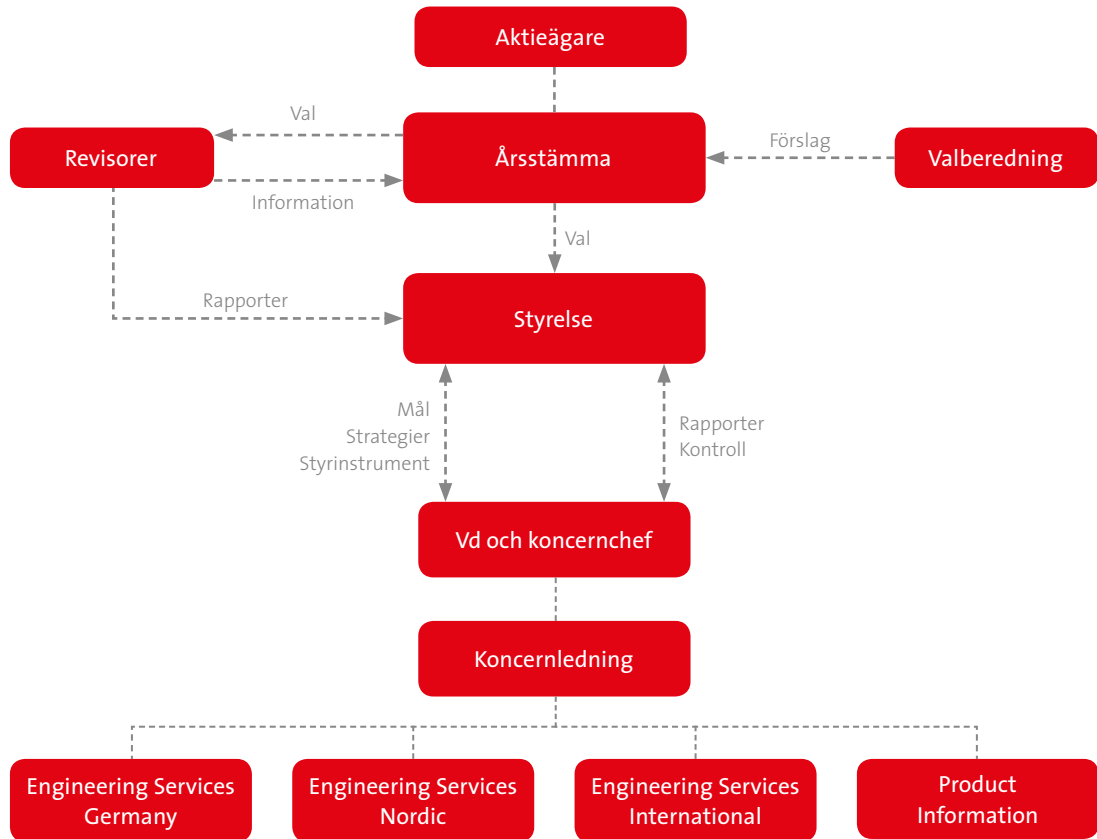 Aktieägare
Val
Revisorer
Årsstämma
Förslag
Valberedning
Information
Val
Rapporter
Styrelse
Mål
Strategier
Styrinstrument
Rapporter
Kontroll
Vd och koncernchef
Koncernledning
Engineering Services
Germany
Engineering Services
Nordic
Engineering Services
International
Product
Information